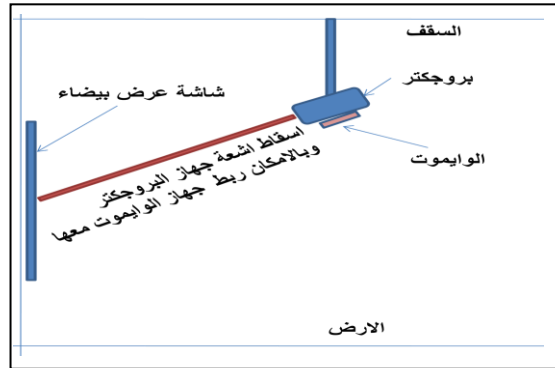 السقف
بروجكتر
شاشة عرض بيضاء
اسقاط اشعة جهاز البروجكتر
وبالامكان ربط جهاز الوايموت معها
الوايموت
الارض